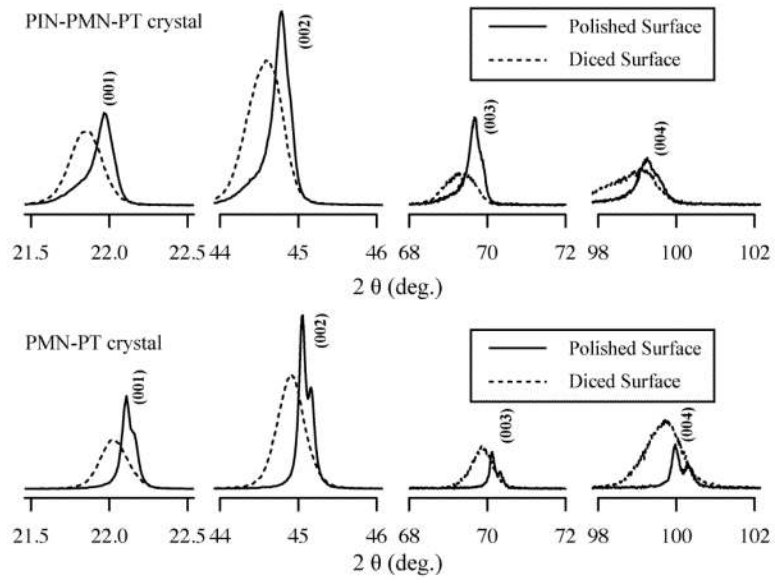 PIN-PMN-PT crystal
Polished Surface
Diced Surface
(001)
(002)
(003)
(004)
21.5 22.0 22.5 44 45 46 68 70 72 98 100 102
2 θ (deg.)
PMN-PT crystal
Polished Surface
Diced Surface
(001)
(002)
(003)
(004)
21.5 22.0 22.5 44 45 46 68 70 72 98 100 102
2 θ (deg.)